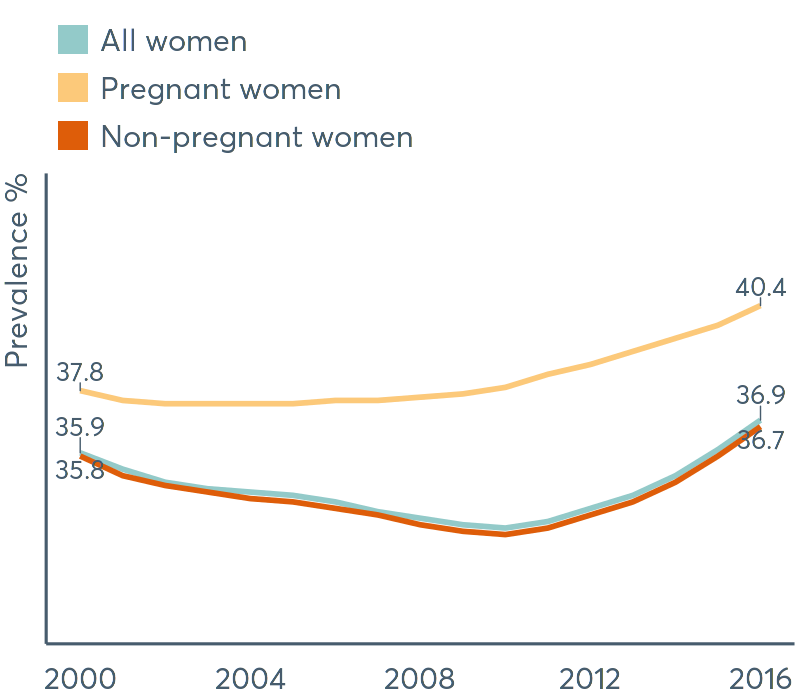 All women
Pregnant women
Non-pregnant women
Prevalence %
40.4
37.8
36.9
35.9
36.7
35.8
2000 2004 2008 2012 2016